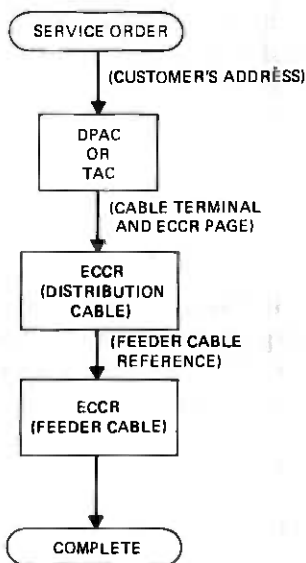 SERVICE ORDER
(CUSTOMER'S ADDRESS)
DPAC
OR
TAC
(CABLE TERMINAL
AND ECCR PAGE)
ECCR
(DISTRIBUTION
CABLE)
(FEEDER CABLE
REFERENCE)
ECCR
(FEEDER CABLE)
COMPLETE